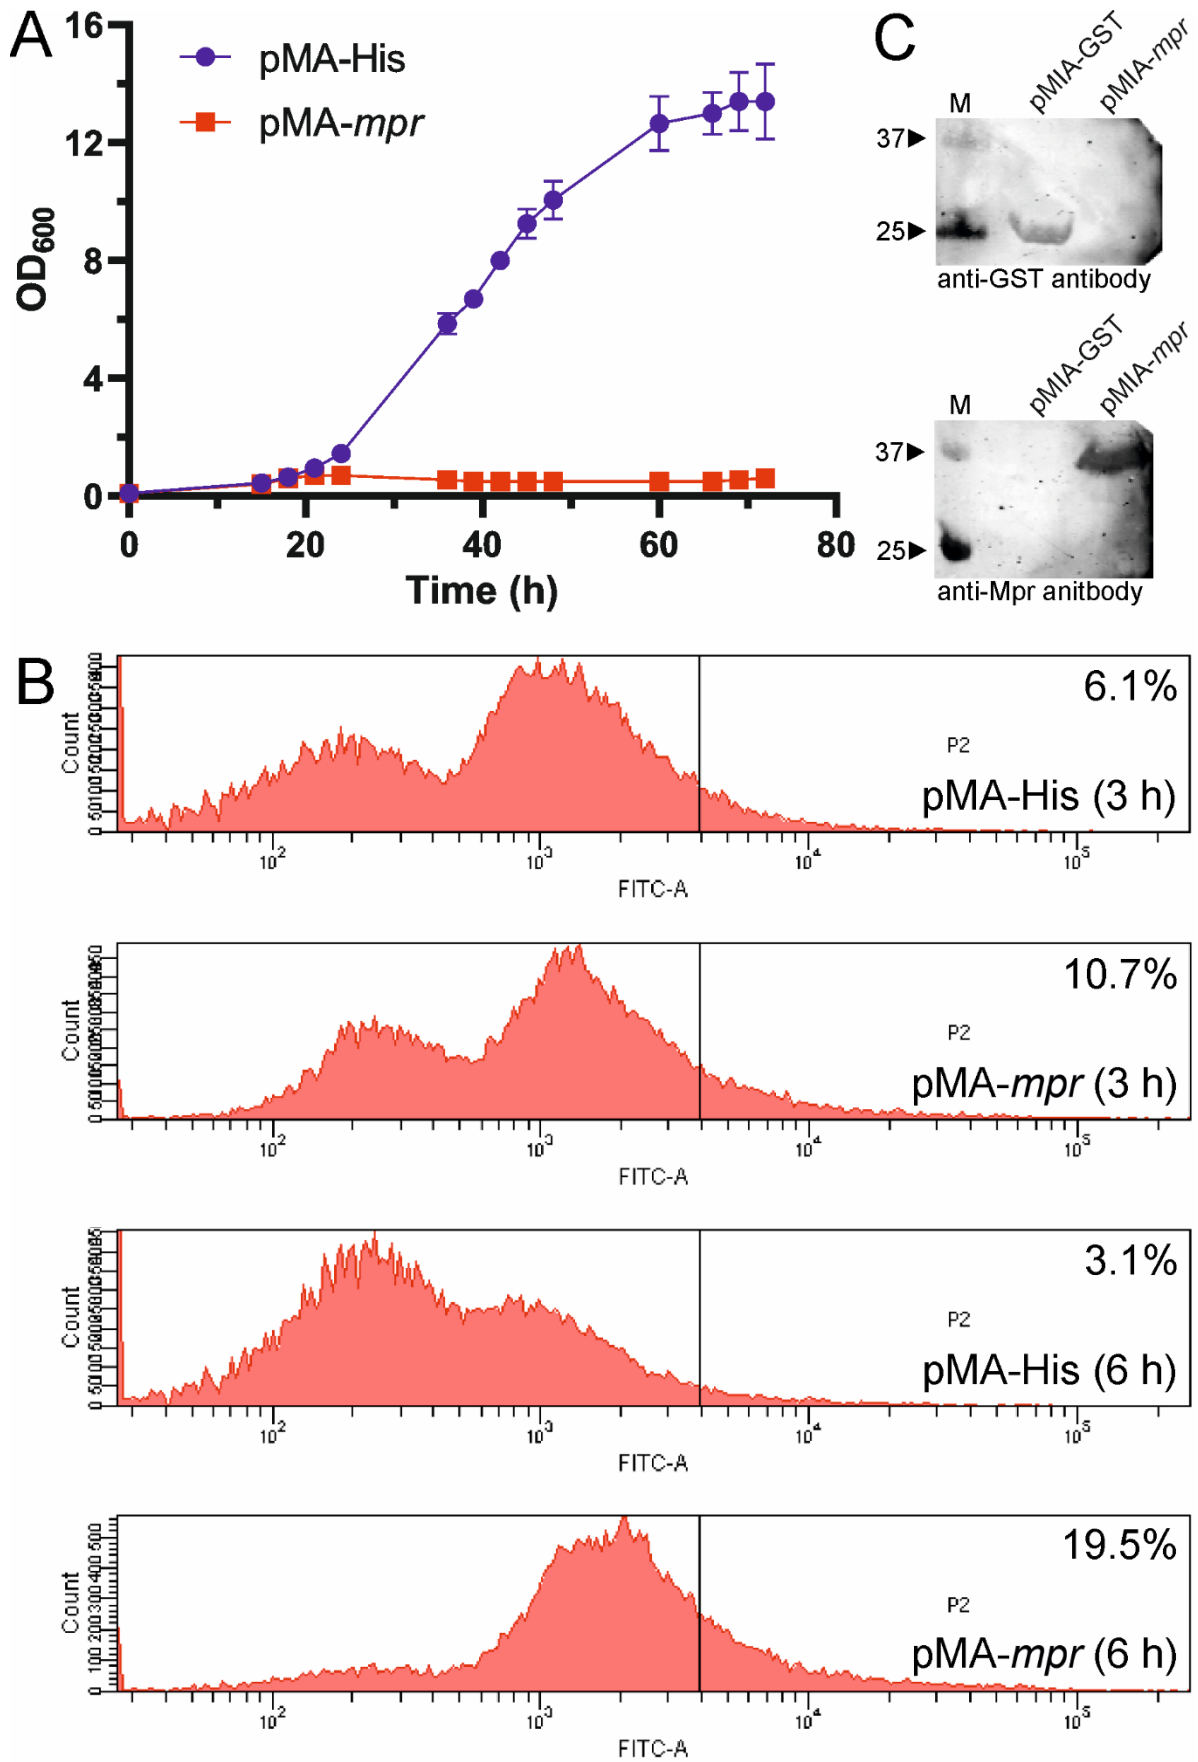 A
16
12
8
4
0
OD600
pMA-His
pMA-mpr
0 20 40 60 80
Time (h)
C
M pMIA-GST pMIA-mpr
37
25
anti-GST antibody
M pMIA-GST pMIA-mpr
37
25
anti-Mpr anitbody
B
Count
6.1%
P2
pMA-His (3 h)
10² 10³ 10⁴ 10⁵
FITC-A
Count
10.7%
P2
pMA-mpr (3 h)
10² 10³ 10⁴ 10⁵
FITC-A
Count
3.1%
P2
pMA-His (6 h)
10² 10³ 10⁴ 10⁵
FITC-A
Count
0 100 200 300 400 500
19.5%
P2
pMA-mpr (6 h)
10² 10³ 10⁴ 10⁵
FITC-A